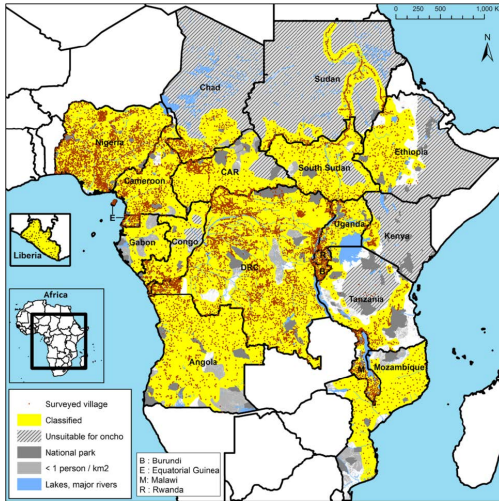 0 250 500 1,000 Km
N
Chad
Sudan
Nigeria
Ethiopia
Cameroon
CAR
South Sudan
E
Uganda
Kenya
Gabon
Congo
R
Liberia
DRC
B
Tanzania
Africa
Angola
M
Mozambique
Surveyed village
Classified
Unsuitable for oncho
National park
< 1 person / km2
Lakes, major rivers
B : Burundi
E : Equatorial Guinea
M: Malawi
R : Rwanda